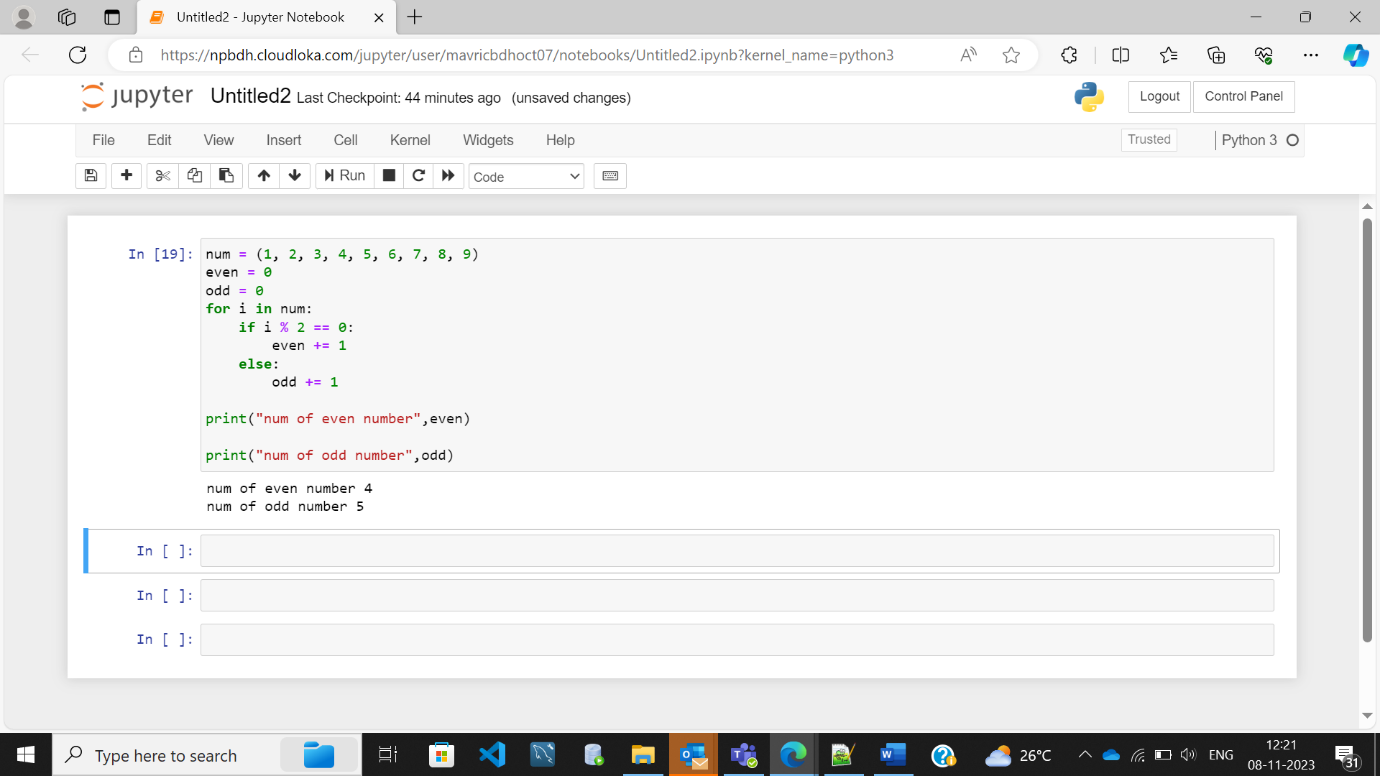 Untitled2 - Jupyter Notebook
https://npbdh.cloudloka.com/jupyter/user/mavricbdhoct07/notebooks/Untitled2.ipynb?kernel_name=python3
jupyter Untitled2 Last Checkpoint: 44 minutes ago (unsaved changes)
Logout Control Panel
File Edit View Insert Cell Kernel Widgets Help
Trusted Python 3
Run Code
In [19]: num = (1, 2, 3, 4, 5, 6, 7, 8, 9)
even = 0
odd = 0
for i in num:
    if i % 2 == 0:
        even += 1
    else:
        odd += 1
print("num of even number",even)
print("num of odd number",odd)
num of even number 4
num of odd number 5
In [ ]:
In [ ]:
In [ ]:
Type here to search
26°C
ENG
12:21
08-11-2023
31